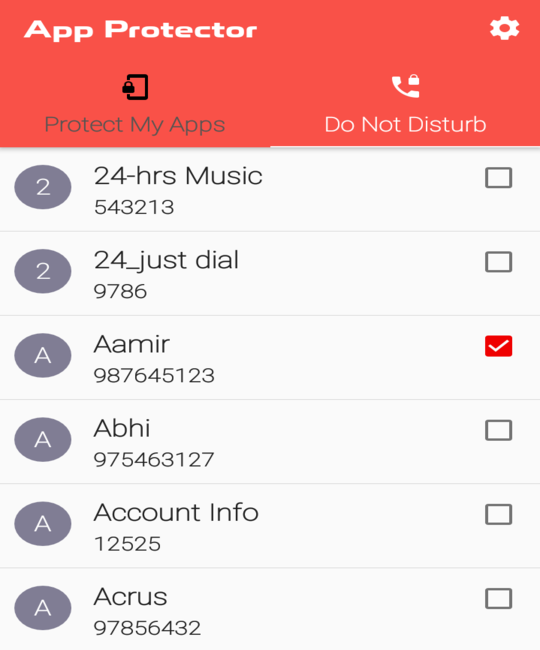 App Protector
Protect My Apps
Do Not Disturb
2
24-hrs Music
543213
2
24_just dial
9786
A
Aamir
987645123
A
Abhi
975463127
A
Account Info
12525
A
Acrus
97856432